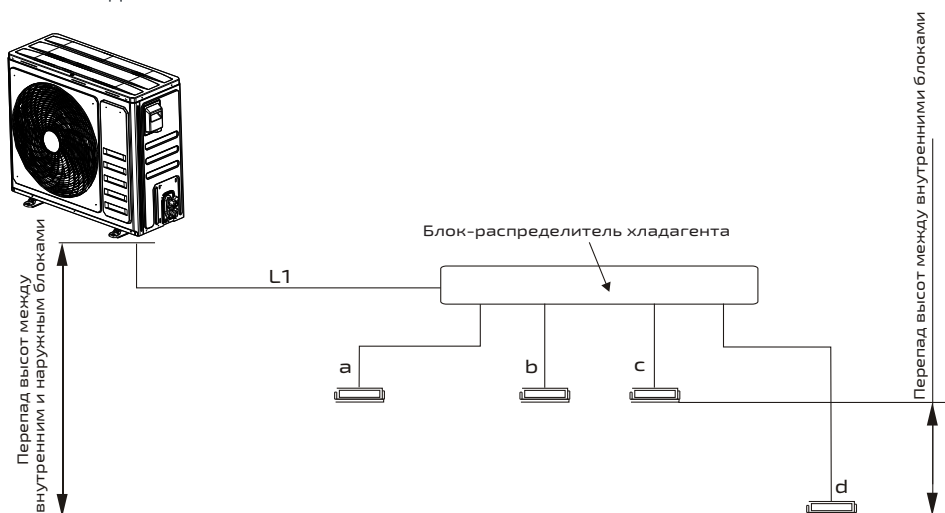 Перепад высот между внутренними блоками
Блок-распределитель хладагента
L1
a
b
c
d
Перепад высот между
внутренним и наружным блоками